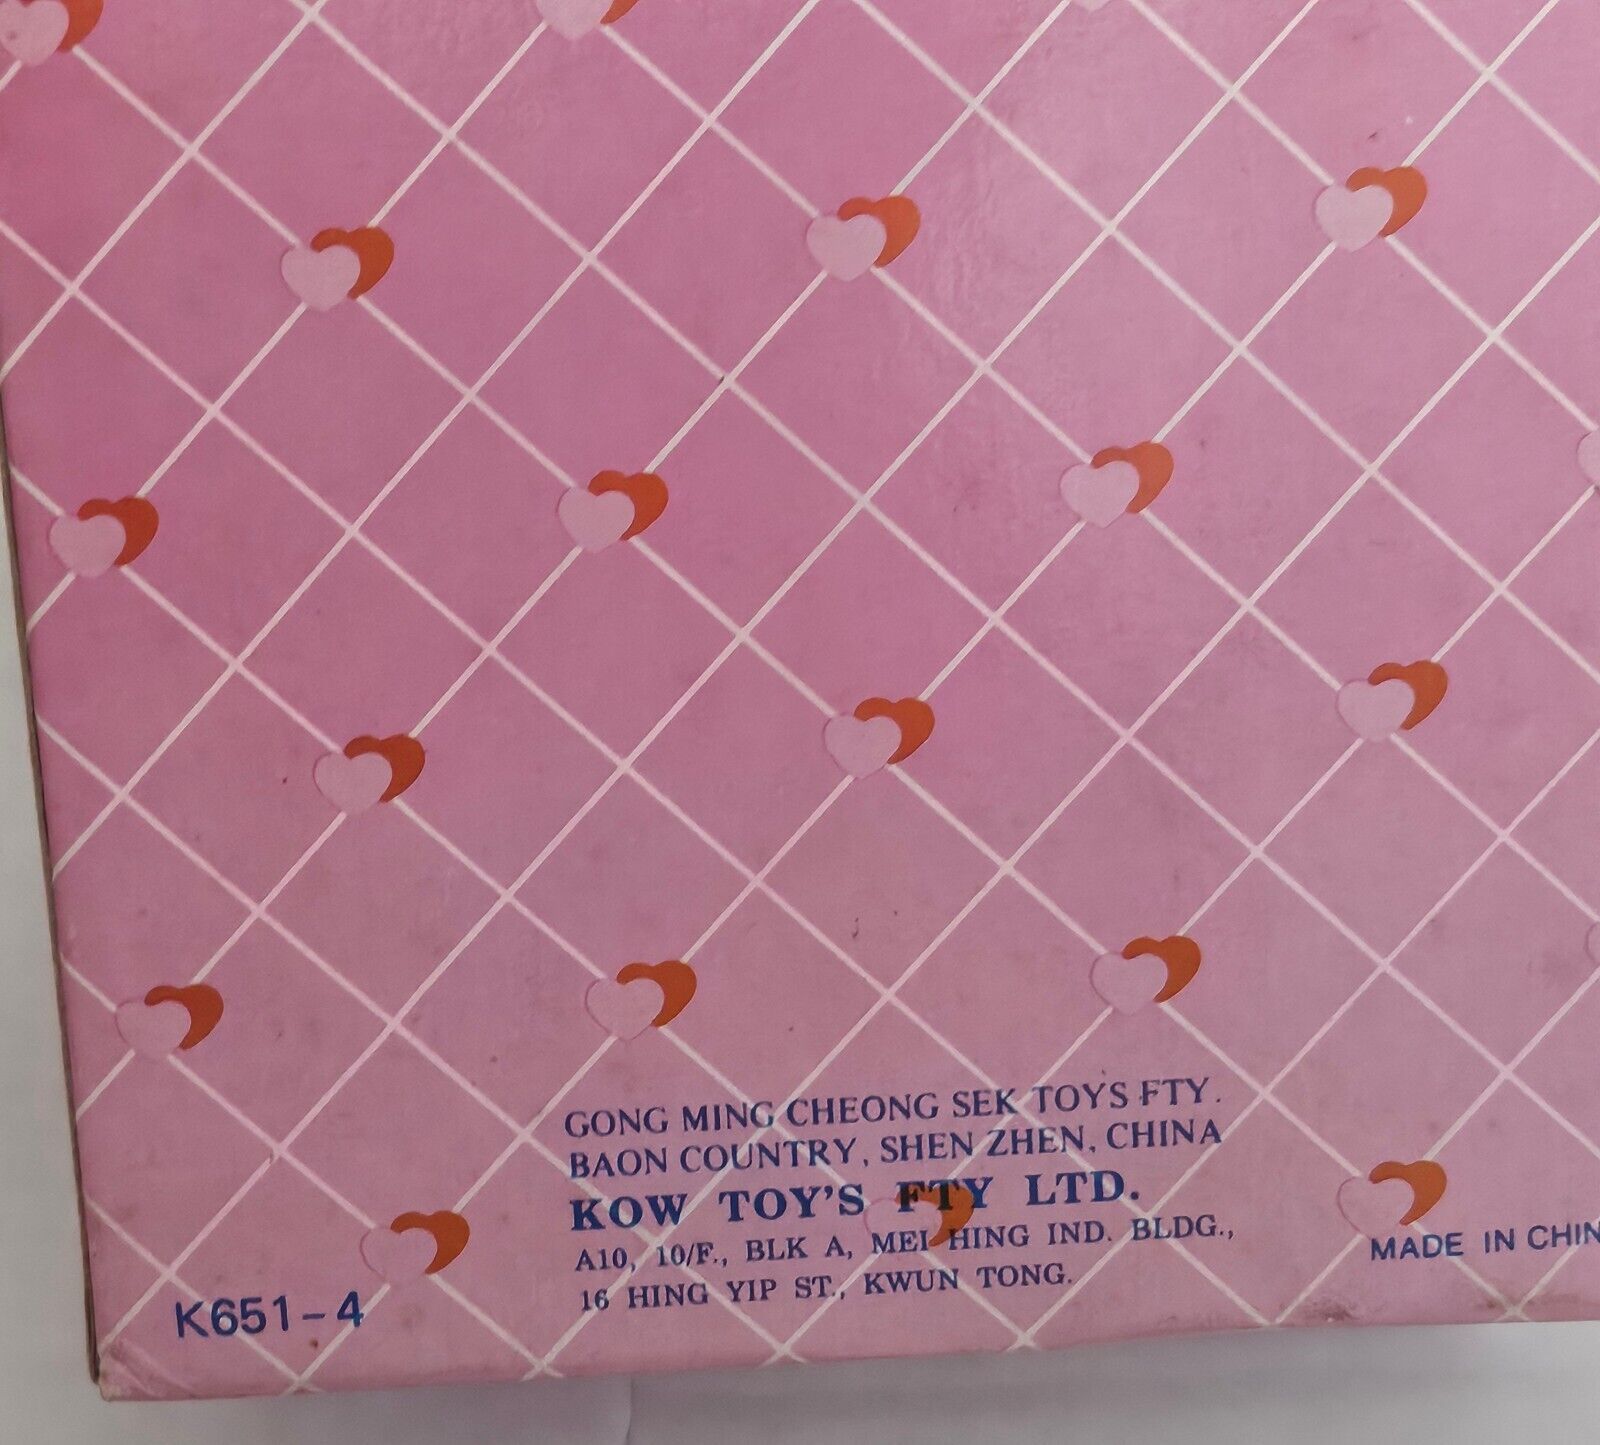 GONG MING CHEONG SEK TOYS FTY.
BAON COUNTRY, SHEN ZHEN, CHINA
KOW TOY'S FTY LTD.
A10, 10/F., BLK A, MEI HING IND. BLDG.,
16 HING YIP ST., KWUN TONG.
MADE IN CHIN
K651-4